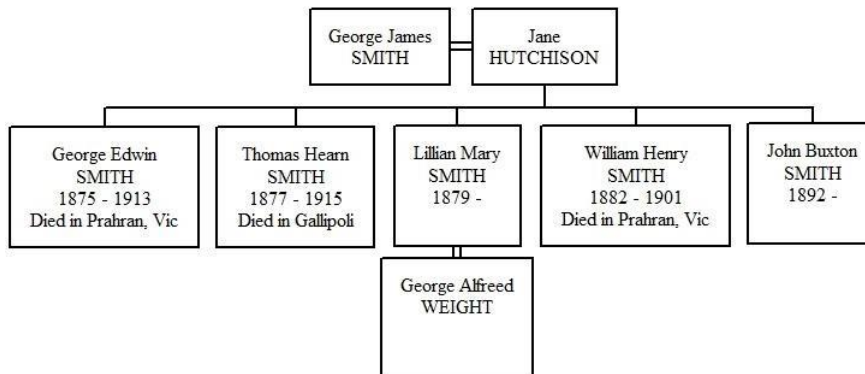 George James
SMITH
Jane
HUTCHISON
George Edwin
SMITH
1875 - 1913
Died in Prahran, Vic
Thomas Hearn
SMITH
1877 - 1915
Died in Gallipoli
Lillian Mary
SMITH
1879 -
William Henry
SMITH
1882 - 1901
Died in Prahran, Vic
John Buxton
SMITH
1892 -
George Alfreed
WEIGHT